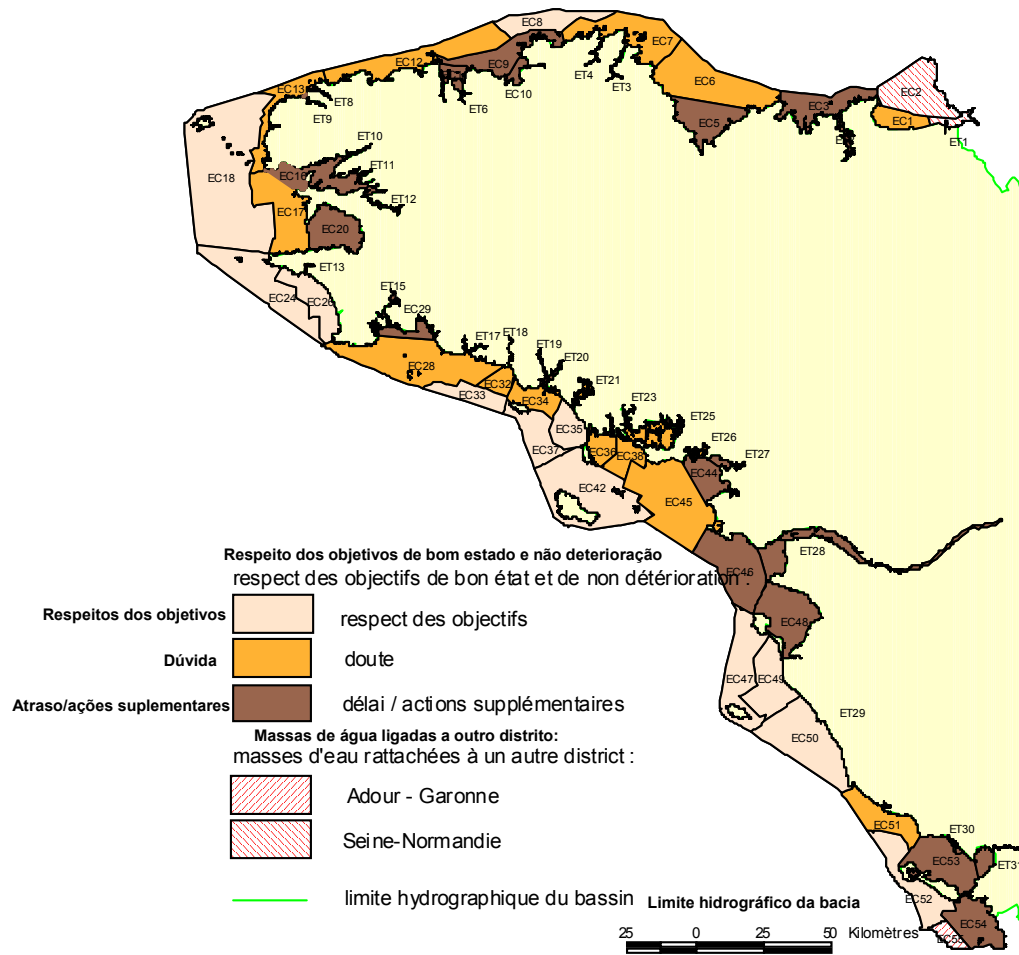 EC8
EC7
EC12
EC9
ET4
ET3
EC6
EC10
ET6
EC13
ET8
ET9
EC2
EC3
EC1
ET1
EC5
ET10
ET11
ET12
EC16
EC18
EC17
EC20
ET13
EC24
EC26
ET15
EC29
ET17
ET18
ET19
ET20
ET21
EC28
EC32
EC33
EC34
EC35
ET23
ET25
ET26
ET27
EC36
EC38
EC37
EC44
EC42
EC45
ET28
EC46
EC48
EC47
EC49
ET29
EC50
EC51
ET30
EC53
ET31
EC52
EC54
EC55
Respeito dos objetivos de bom estado e não deterioração
respect des objectifs de bon état et de non détérioration :
Respeitos dos objetivos
respect des objectifs
Dúvida
doute
Atraso/ações suplementares
délai / actions supplémentaires
Massas de água ligadas a outro distrito:
masses d'eau rattachées à un autre district :
Adour - Garonne
Seine-Normandie
limite hydrographique du bassin
Limite hidrográfico da bacia
25 0 25 50 Kilomètres